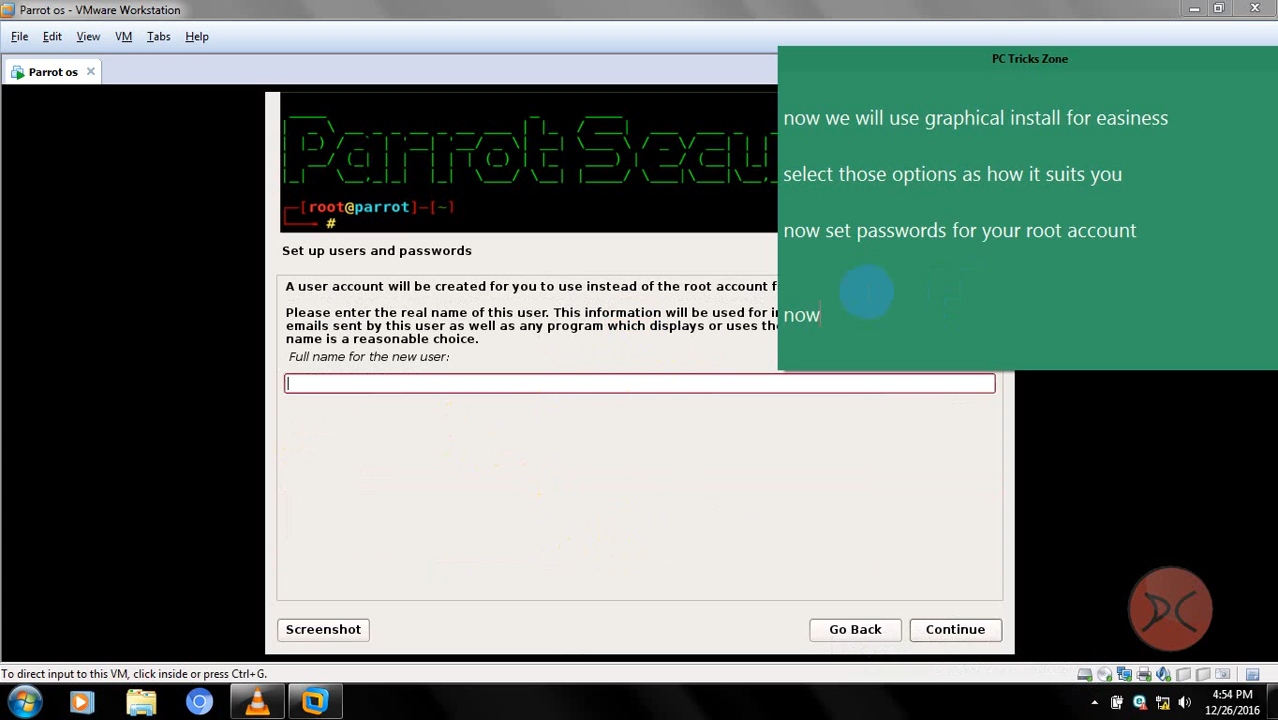 Parrot os - VMware Workstation
File Edit View VM Tabs Help
Parrot os
PC Tricks Zone
now we will use graphical install for easiness
select those options as how it suits you
now set passwords for your root account
now
Parrot Secu
┌─[root@parrot]─[~]
└──╼ #
Set up users and passwords
A user account will be created for you to use instead of the root account f
Please enter the real name of this user. This information will be used for i
emails sent by this user as well as any program which displays or uses the
name is a reasonable choice.
Full name for the new user:
Screenshot Go Back Continue
To direct input to this VM, click inside or press Ctrl+G.
4:54 PM
12/26/2016